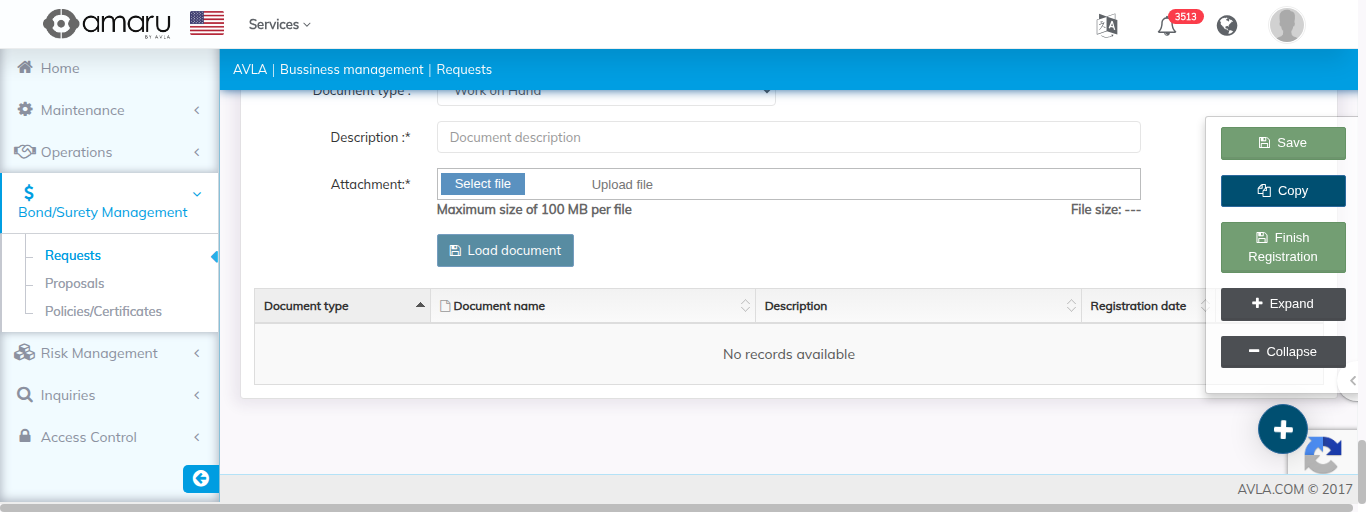 amaru
BY AVLA
Services
3513
Home
Maintenance
Operations
Bond/Surety Management
Requests
Proposals
Policies/Certificates
Risk Management
Inquiries
Access Control
AVLA | Bussiness management | Requests
Document type :
Work on Hand
Description :*
Document description
Attachment:*
Select file
Upload file
Maximum size of 100 MB per file
File size: ---
Load document
Document type
Document name
Description
Registration date
No records available
Save
Copy
Finish
Registration
Expand
Collapse
AVLA.COM © 2017